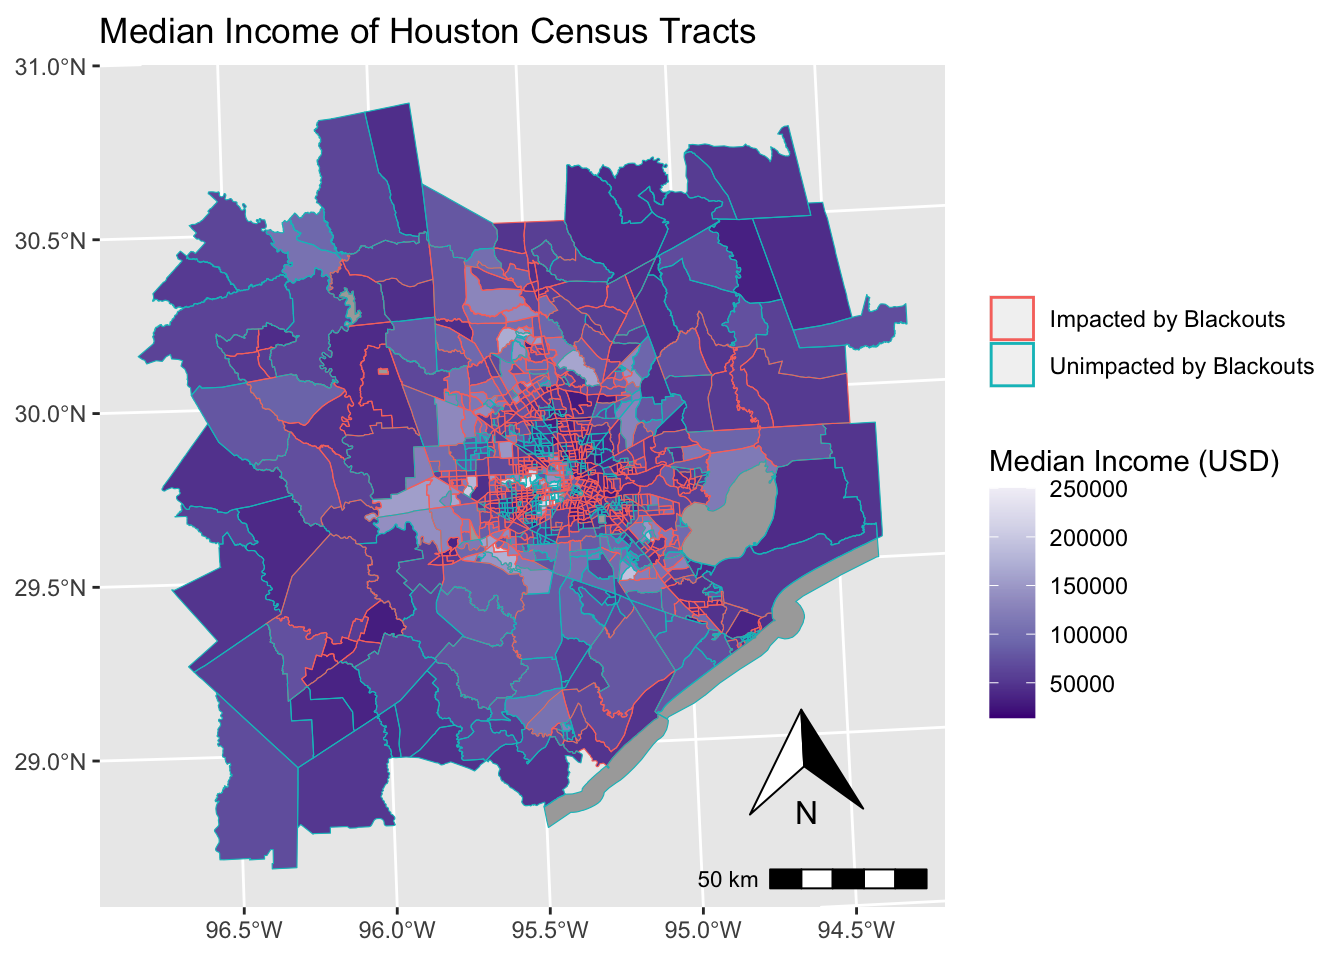 Median Income of Houston Census Tracts
31.0°N
30.5°N
30.0°N
29.5°N
29.0°N
96.5°W
96.0°W
95.5°W
95.0°W
94.5°W
N
50 km
Impacted by Blackouts
Unimpacted by Blackouts
Median Income (USD)
250000
200000
150000
100000
50000